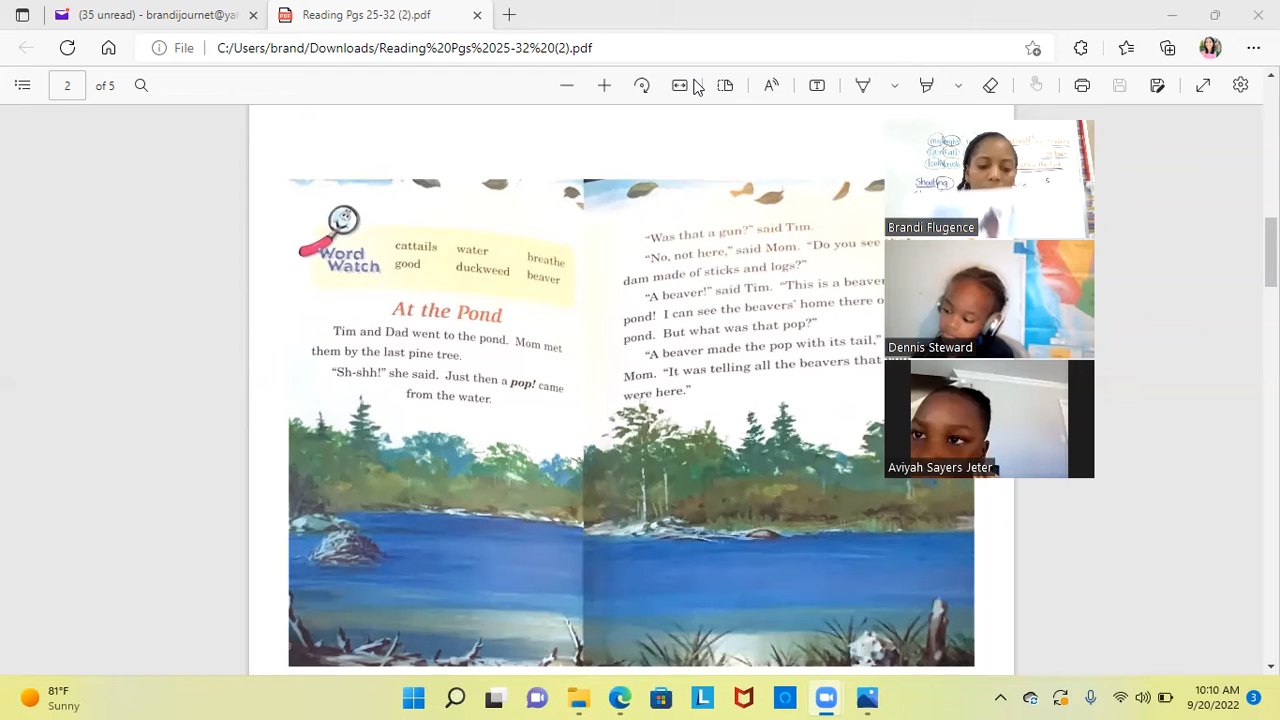 (35 unread) - brandijournet@ya
Reading Pgs 25-32 (2).pdf
File C:/Users/brand/Downloads/Reading%20Pgs%2025-32%20(2).pdf
2 of 5
Word Watch
cattails water breathe
good duckweed beaver
At the Pond
Tim and Dad went to the pond. Mom met
them by the last pine tree.
"Sh-shh!" she said. Just then a pop! came
from the water.
"Was that a gun?" said Tim.
"No, not here," said Mom. "Do you see
dam made of sticks and logs?"
"A beaver!" said Tim. "This is a beaver
pond! I can see the beavers' home there o
pond. But what was that pop?"
"A beaver made the pop with its tail,"
Mom. "It was telling all the beavers that
were here."
Brandi Flugence
Dennis Steward
Aviyah Sayers Jeter
81°F
Sunny
10:10 AM
9/20/2022
3